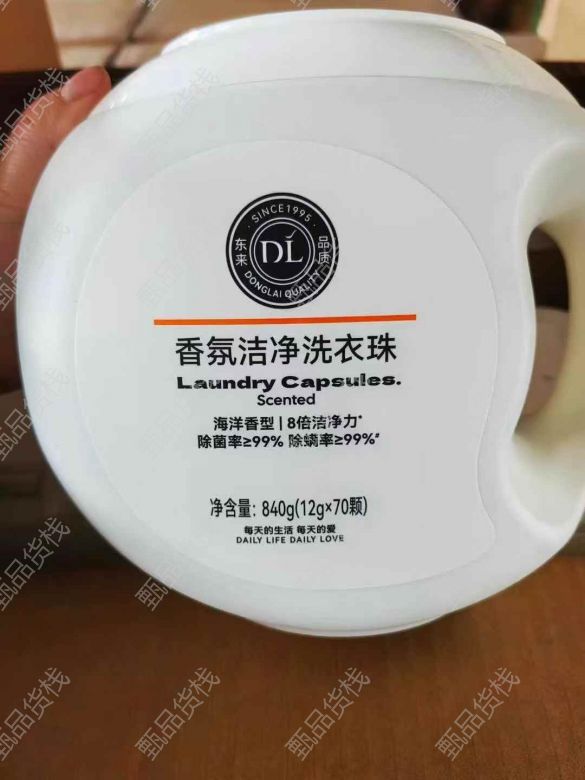 SINCE1995
东来
DL
品质
DONGLAI QUALITY
香氛洁净洗衣珠
Laundry Capsules.
Scented
海洋香型 | 8倍洁净力*
除菌率≥99% 除螨率≥99%*
净含量: 840g(12g×70颗)
每天的生活 每天的爱
DAILY LIFE DAILY LOVE
甄品货栈